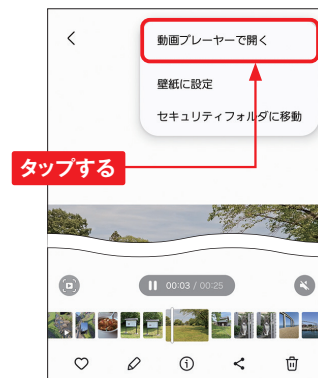 動画プレーヤーで開く
壁紙に設定
セキュリティフォルダに移動
タップする
00:03 / 00:25